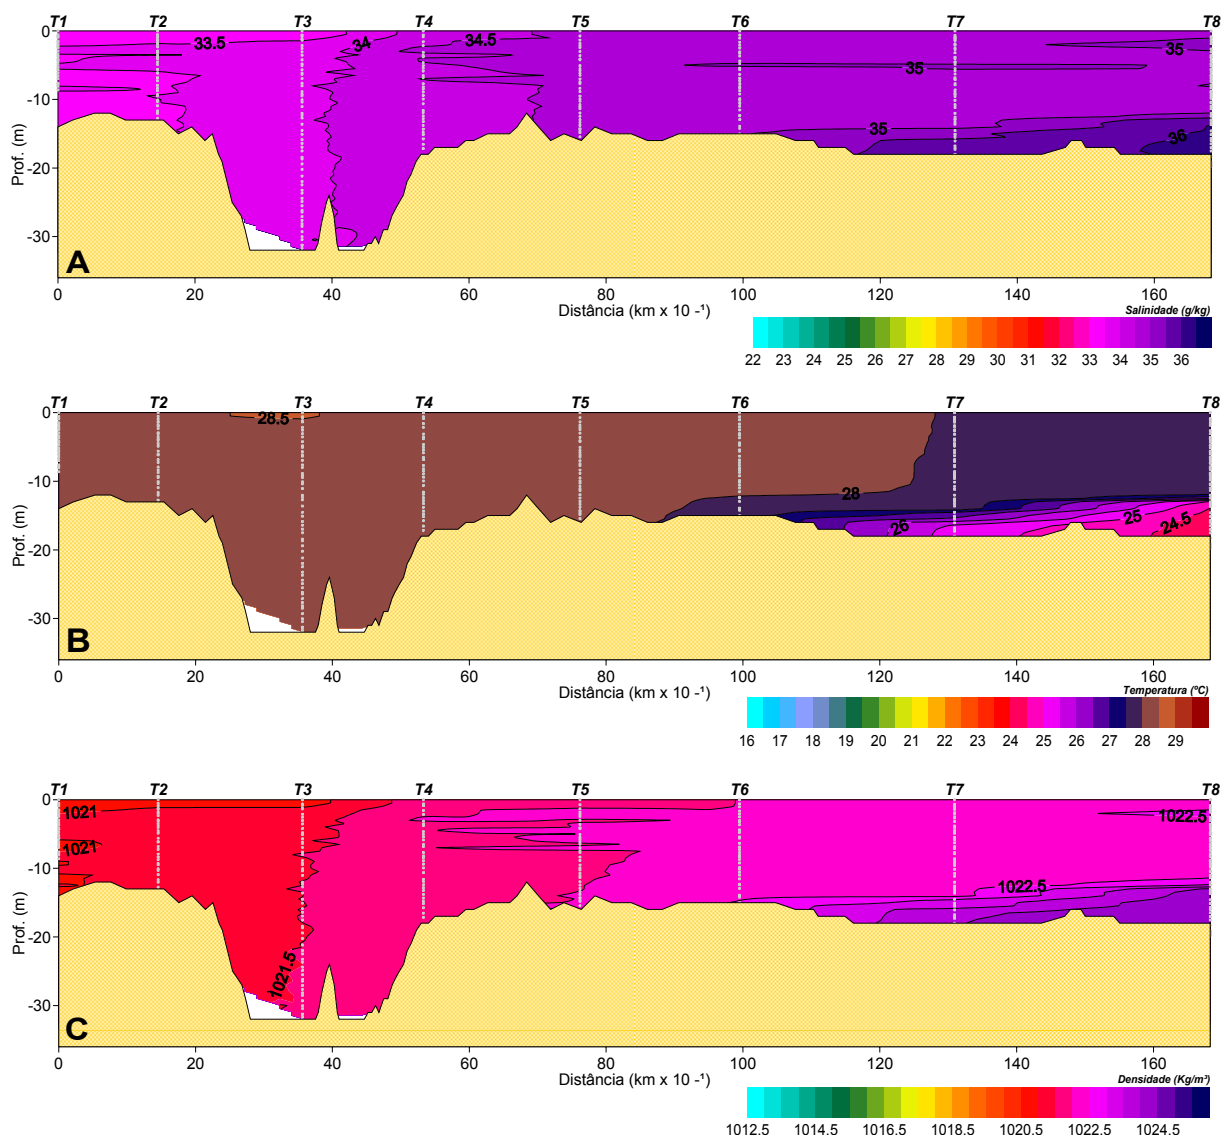 T1 T2 T3 T4 T5 T6 T7 T8
0
-10
-20
-30
Prof. (m)
33.5
34
34.5
35
35
35
36
A
0 20 40 60 80 100 120 140 160
Distância (km x 10 -¹)
Salinidade (g/kg)
22 23 24 25 26 27 28 29 30 31 32 33 34 35 36
T1 T2 T3 T4 T5 T6 T7 T8
0
-10
-20
-30
Prof. (m)
28.5
28
26
25
24.5
B
0 20 40 60 80 100 120 140 160
Distância (km x 10 -¹)
Temperatura (ºC)
16 17 18 19 20 21 22 23 24 25 26 27 28 29
T1 T2 T3 T4 T5 T6 T7 T8
0
-10
-20
-30
Prof. (m)
1021
1021
1021.5
1022.5
1022.5
C
0 20 40 60 80 100 120 140 160
Distância (km x 10 -¹)
Densidade (Kg/m³)
1012.5 1014.5 1016.5 1018.5 1020.5 1022.5 1024.5